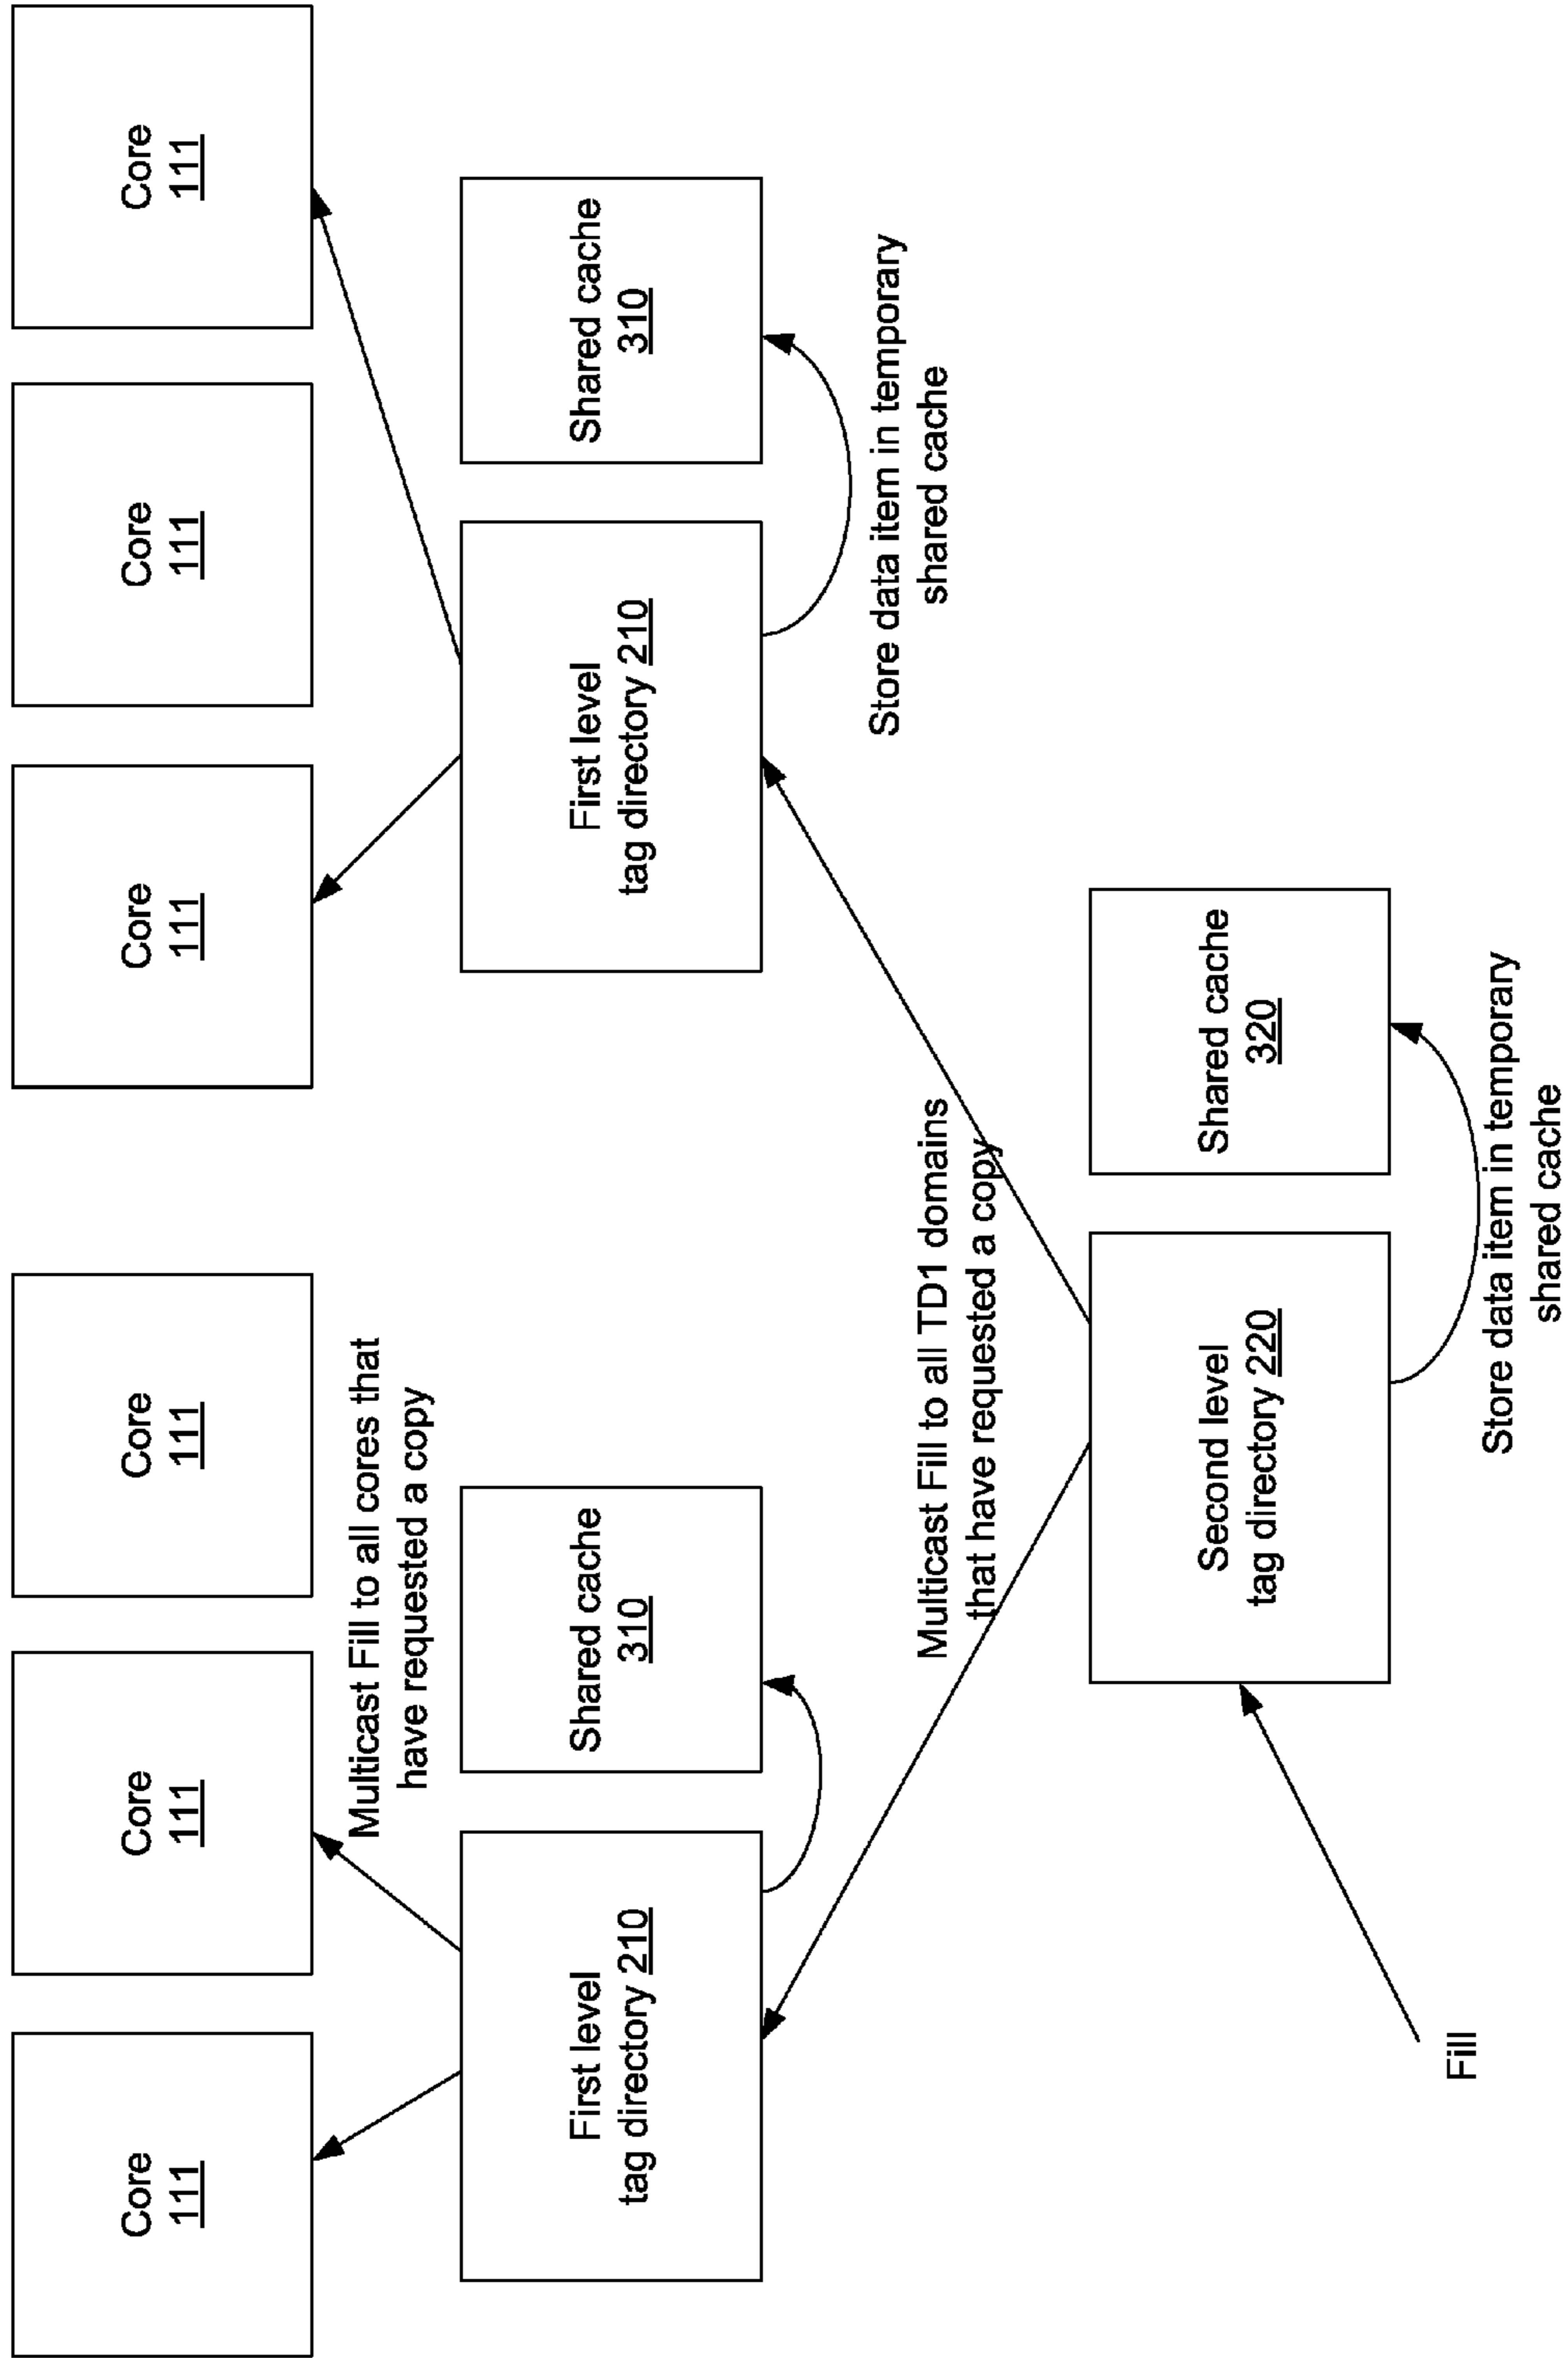 Core
111
Core
111
Core
111
Core
111
Core
111
Core
111
Multicast Fill to all cores that
have requested a copy
First level
tag directory 210
Shared cache
310
First level
tag directory 210
Shared cache
310
Store data item in temporary
shared cache
Multicast Fill to all TD1 domains
that have requested a copy
Second level
tag directory 220
Shared cache
320
Fill
Store data item in temporary
shared cache